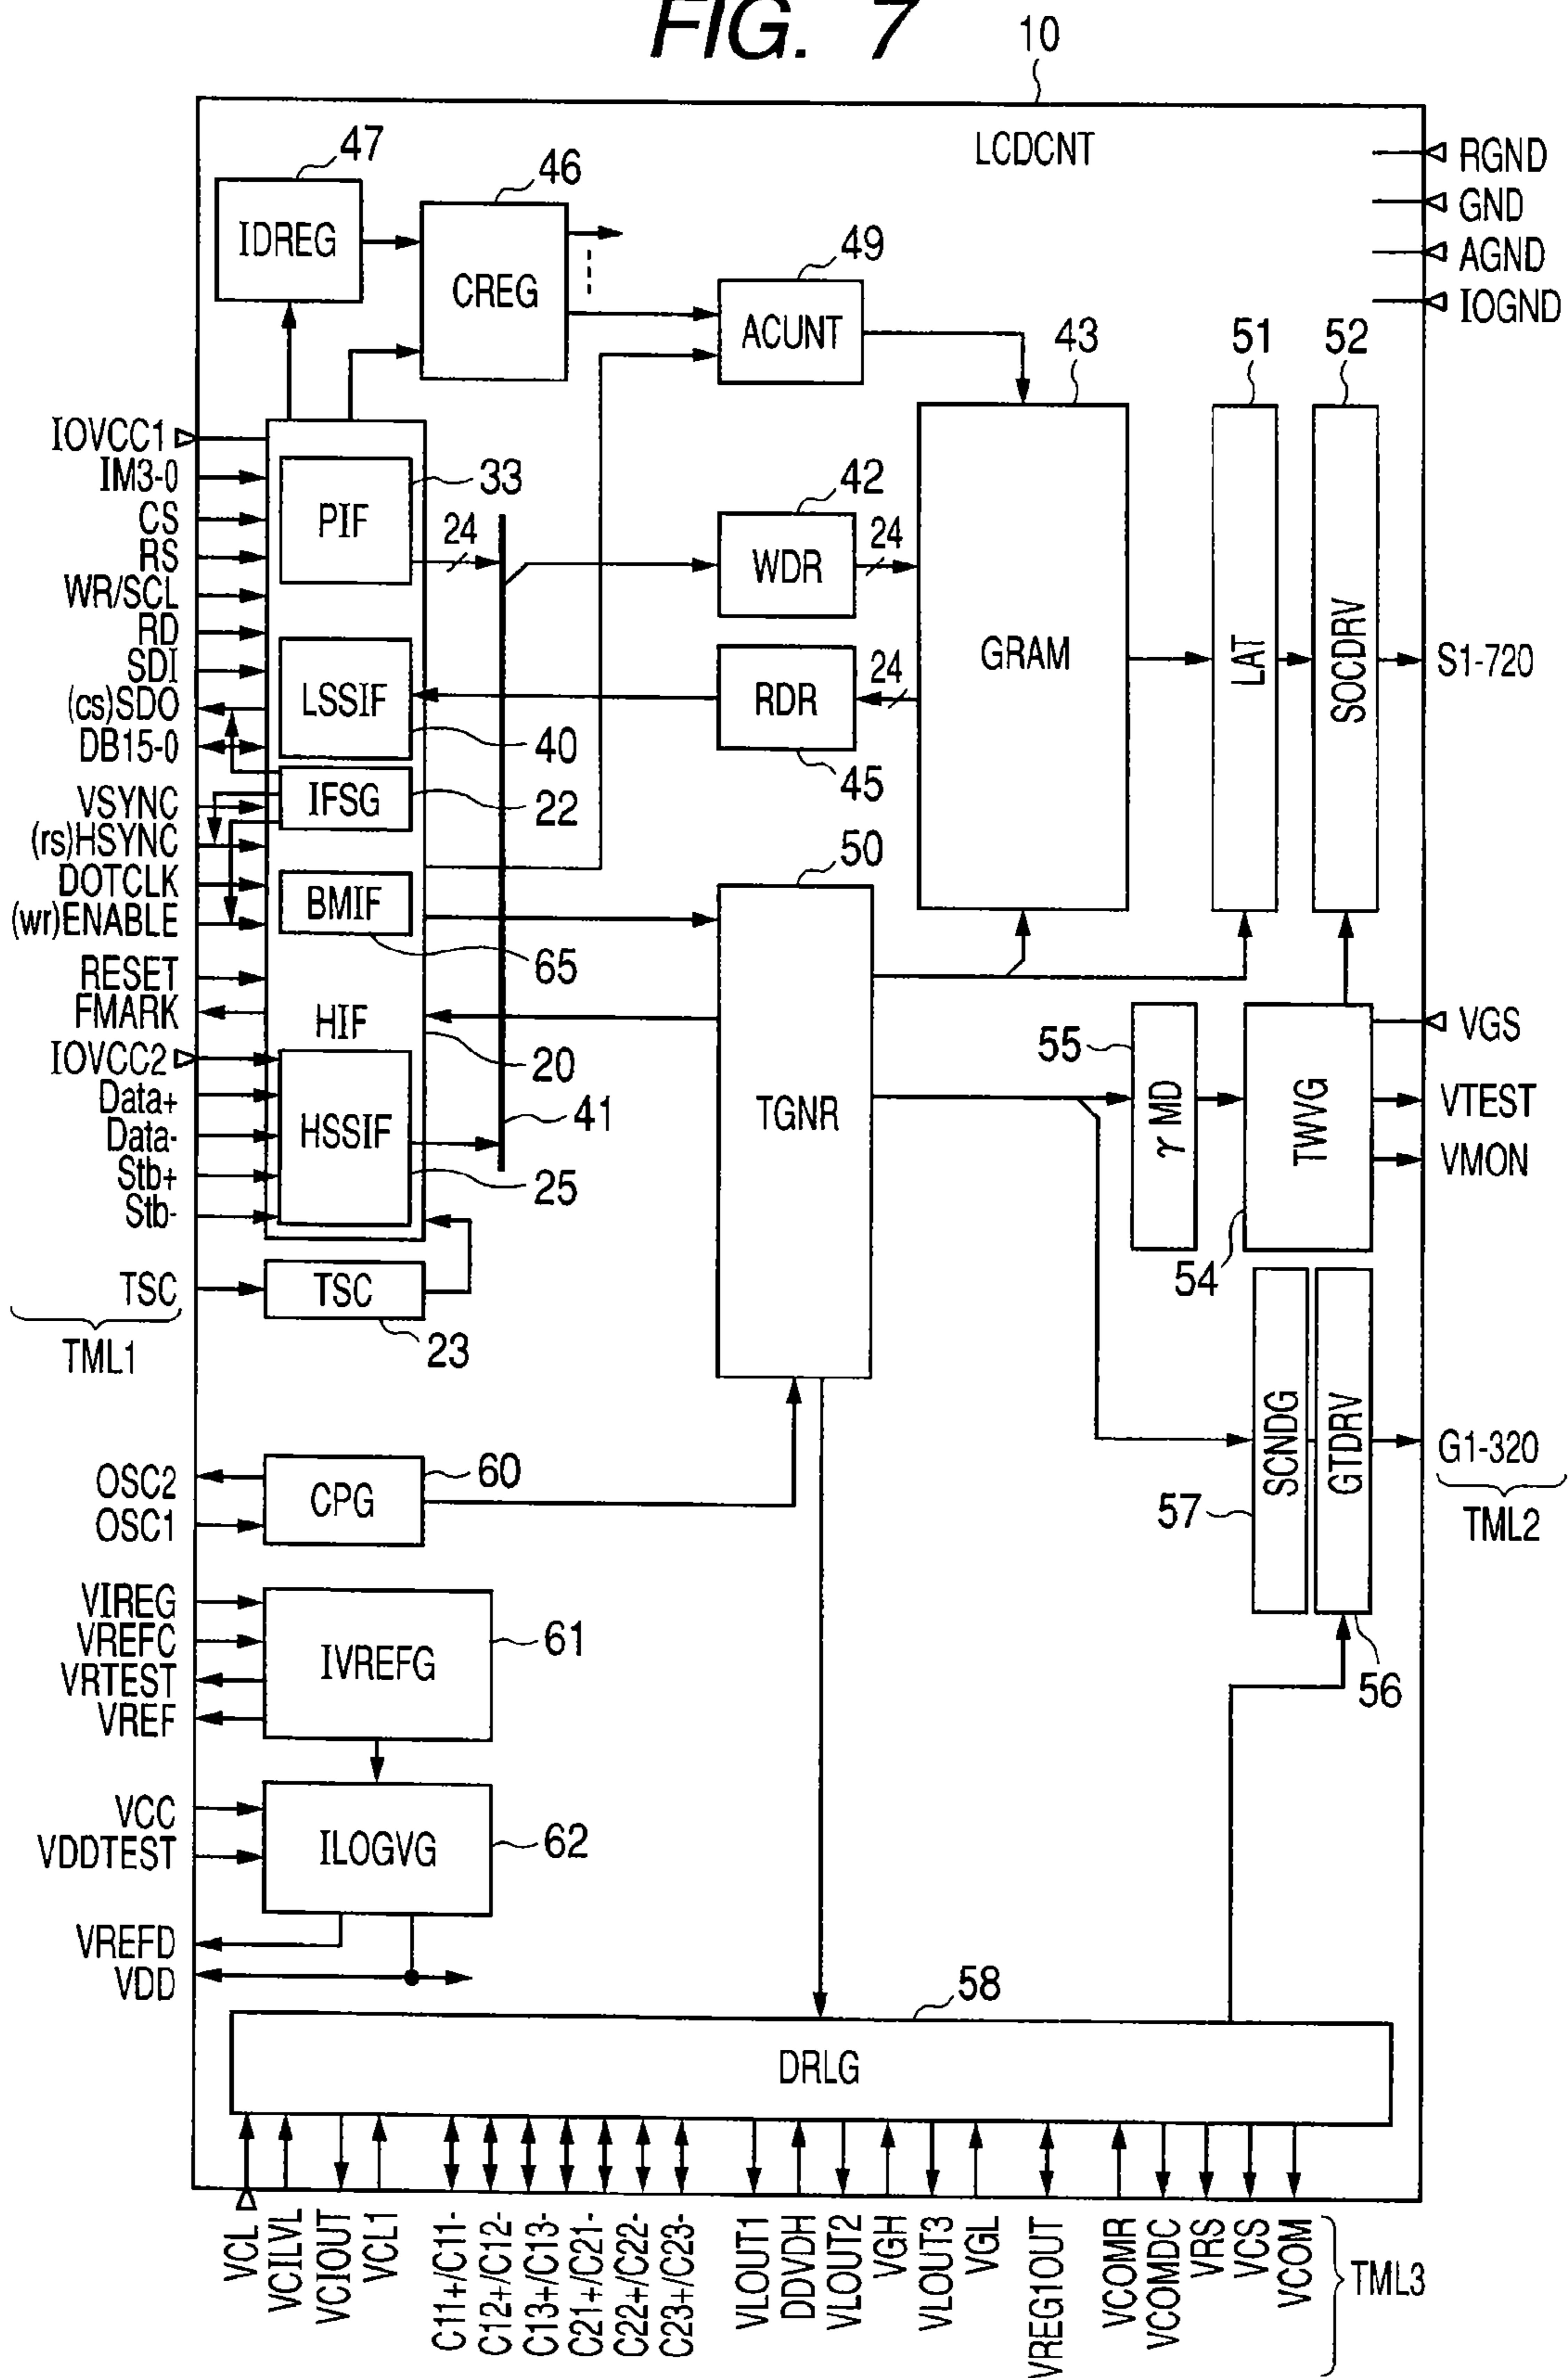 FIG. 7
10
LCDCNT
47
IDREG
46
CREG
49
ACUNT
RGND
GND
AGND
IOGND
43
GRAM
51
LAT
52
SOCDRV
S1-720
IOVCC1
IM3-0
CS
RS
WR/SCL
RD
SDI
(cs)SDO
DB15-0
VSYNC
(rs)HSYNC
DOTCLK
(wr)ENABLE
RESET
FMARK
IOVCC2
Data+
Data-
Stb+
Stb-
TSC
TML1
PIF
33
24
LSSIF
40
IFSG
22
BMIF
65
HIF
20
HSSIF
25
41
TSC
23
42
WDR
24
RDR
24
45
50
TGNR
55
γ MD
TWVG
54
VGS
VTEST
VMON
SCNDG
57
GTDRV
56
G1-320
TML2
OSC2
OSC1
CPG
60
VIREG
VREFC
VRTEST
VREF
IVREFG
61
VCC
VDDTEST
ILOGVG
62
VREFD
VDD
58
DRLG
VCL
VCILVL
VCIOUT
VCL1
C11+/C11-
C12+/C12-
C13+/C13-
C21+/C21-
C22+/C22-
C23+/C23-
VLOUT1
DDVDH
VLOUT2
VGH
VLOUT3
VGL
VREG1OUT
VCOMR
VCOMDC
VRS
VCS
VCOM
TML3